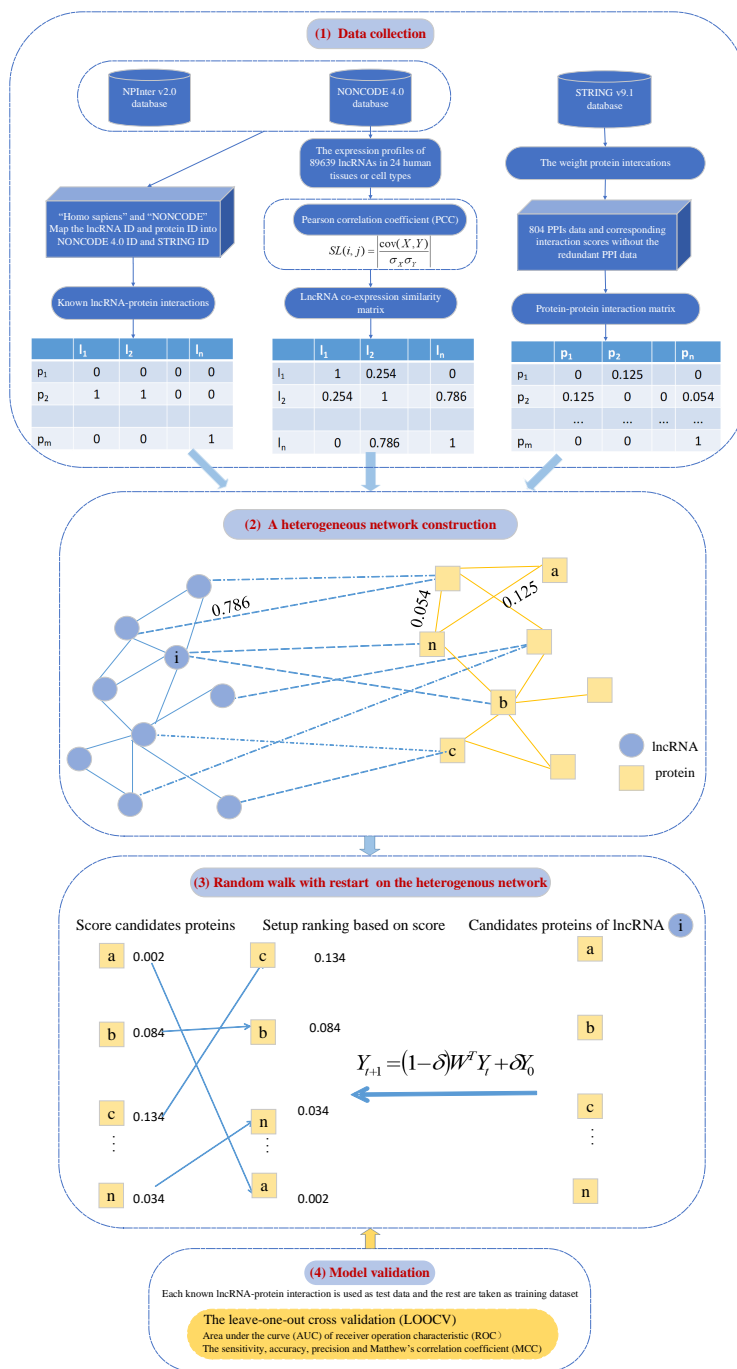 (1) Data collection
NPInter v2.0
database
NONCODE 4.0
database
STRING v9.1
database
The expression profiles of
89639 lncRNAs in 24 human
tissues or cell types
The weight protein intercations
"Homo sapiens" and "NONCODE"
Map the lncRNA ID and protein ID into
NONCODE 4.0 ID and STRING ID
Pearson correlation coefficient (PCC)
SL(i, j) = |cov(X,Y) / σX σY|
804 PPIs data and corresponding
interaction scores without the
redundant PPI data
Known lncRNA-protein interactions
LncRNA co-expression similarity
matrix
Protein-protein interaction matrix
l1 l2 ln
p1 0 0 0 0
p2 1 1 0 0
pm 0 0 1
l1 l2 ln
l1 1 0.254 0
l2 0.254 1 0.786
ln 0 0.786 1
p1 p2 pn
p1 0 0.125 0
p2 0.125 0 0 0.054
... ... ... ...
pm 0 0 1
(2) A heterogeneous network construction
0.786
0.054
0.125
a
n
i
b
c
lncRNA
protein
(3) Random walk with restart on the heterogenous network
Score candidates proteins
Setup ranking based on score
Candidates proteins of lncRNA i
a 0.002
b 0.084
c 0.134
⋮
n 0.034
c 0.134
b 0.084
n 0.034
⋮
a 0.002
Yt+1=(1−δ)W^T Yt+δY0
a
b
c
⋮
n
(4) Model validation
Each known lncRNA-protein interaction is used as test data and the rest are taken as training dataset
The leave-one-out cross validation (LOOCV)
Area under the curve (AUC) of receiver operation characteristic (ROC)
The sensitivity, accuracy, precision and Matthew's correlation coefficient (MCC)